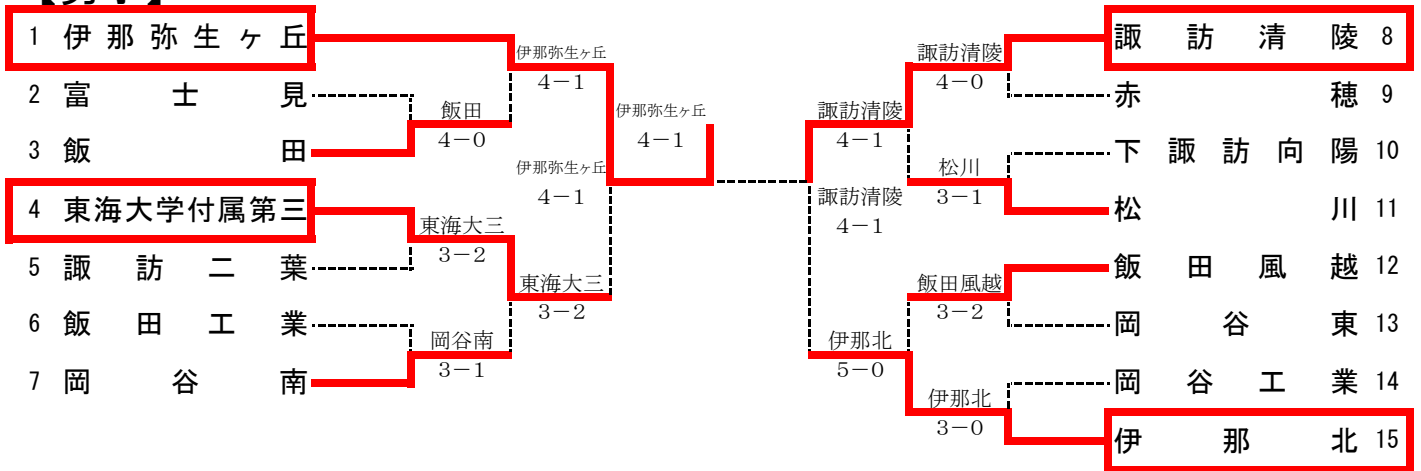 1 伊那弥生ヶ丘
2 富士見
3 飯田
4 東海大学付属第三
5 諏訪二葉
6 飯田工業
7 岡谷南
飯田
4-0
東海大三
3-2
岡谷南
3-1
伊那弥生ヶ丘
4-1
東海大三
3-2
伊那弥生ヶ丘
4-1
伊那弥生ヶ丘
4-1
諏訪清陵
4-1
諏訪清陵
4-1
伊那北
5-0
諏訪清陵
4-0
松川
3-1
飯田風越
3-2
伊那北
3-0
諏訪清陵 8
赤穂 9
下諏訪向陽 10
松川 11
飯田風越 12
岡谷東 13
岡谷工業 14
伊那北 15